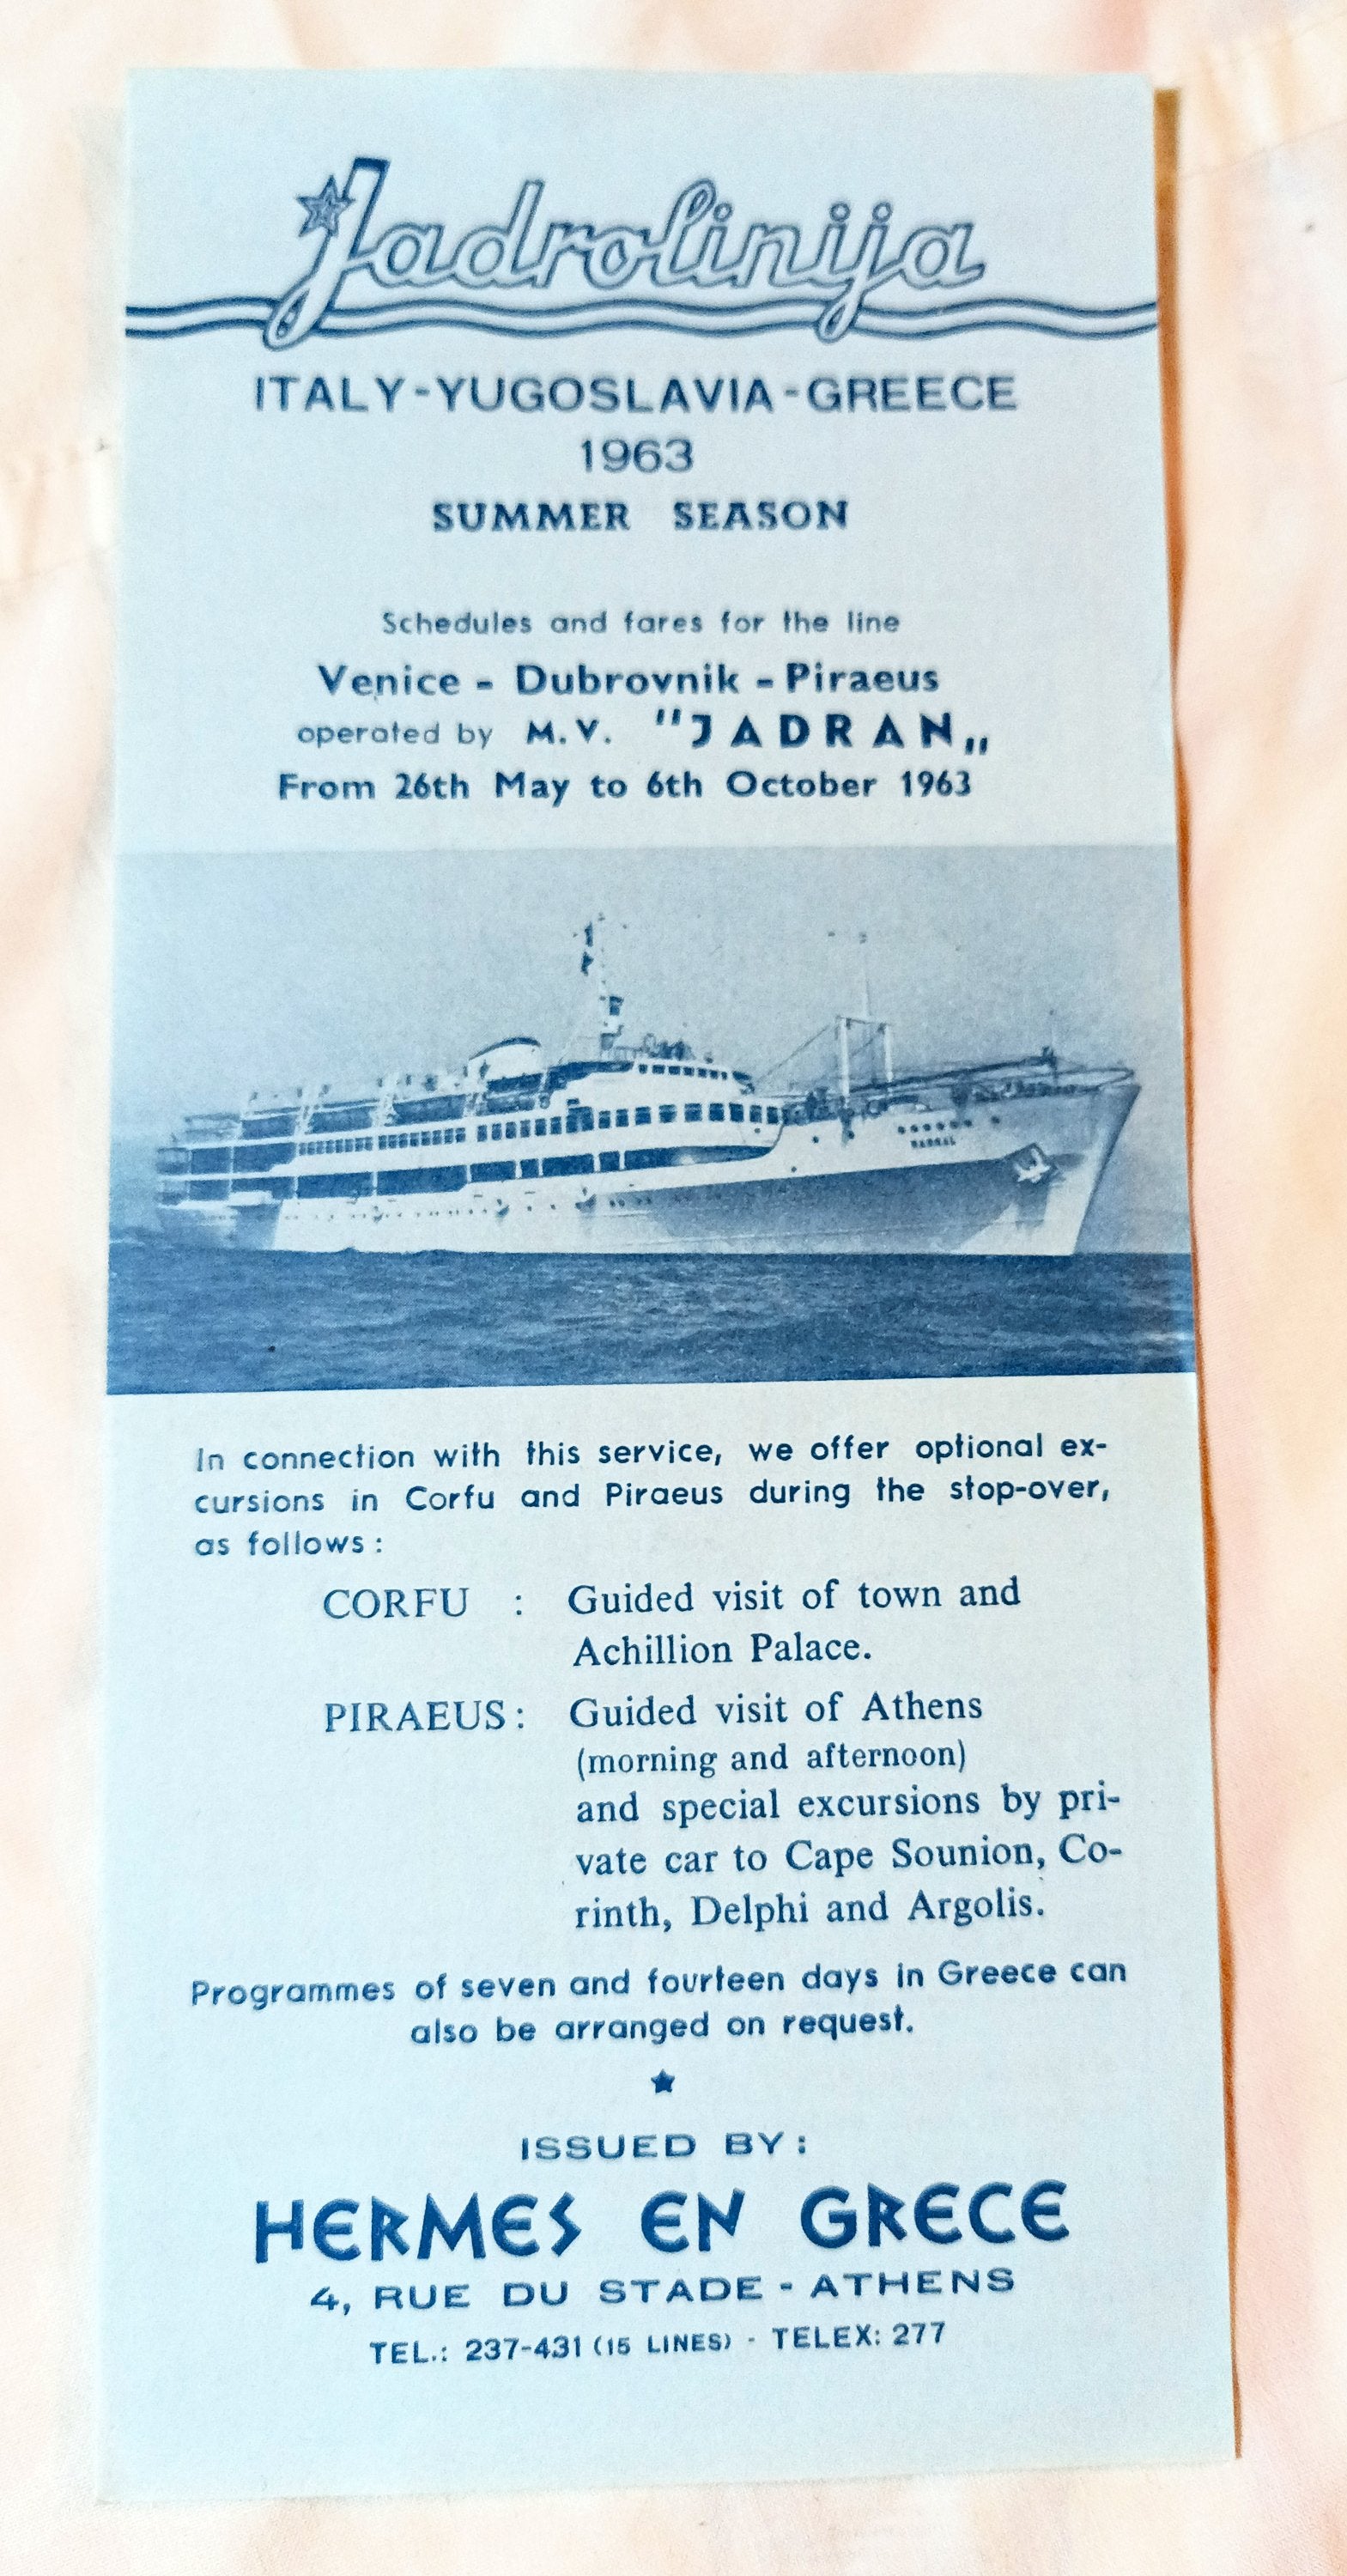 Jadrolinija
ITALY-YUGOSLAVIA-GREECE
1963
SUMMER SEASON
Schedules and fares for the line
Venice - Dubrovnik - Piraeus
operated by M.V. "JADRAN„
From 26th May to 6th October 1963
In connection with this service, we offer optional ex-
cursions in Corfu and Piraeus during the stop-over,
as follows :
CORFU : Guided visit of town and
Achillion Palace.
PIRAEUS : Guided visit of Athens
(morning and afternoon)
and special excursions by pri-
vate car to Cape Sounion, Co-
rinth, Delphi and Argolis.
Programmes of seven and fourteen days in Greece can
also be arranged on request.
ISSUED BY :
HERMES EN GRECE
4, RUE DU STADE - ATHENS
TEL.: 237-431 (15 LINES) - TELEX: 277